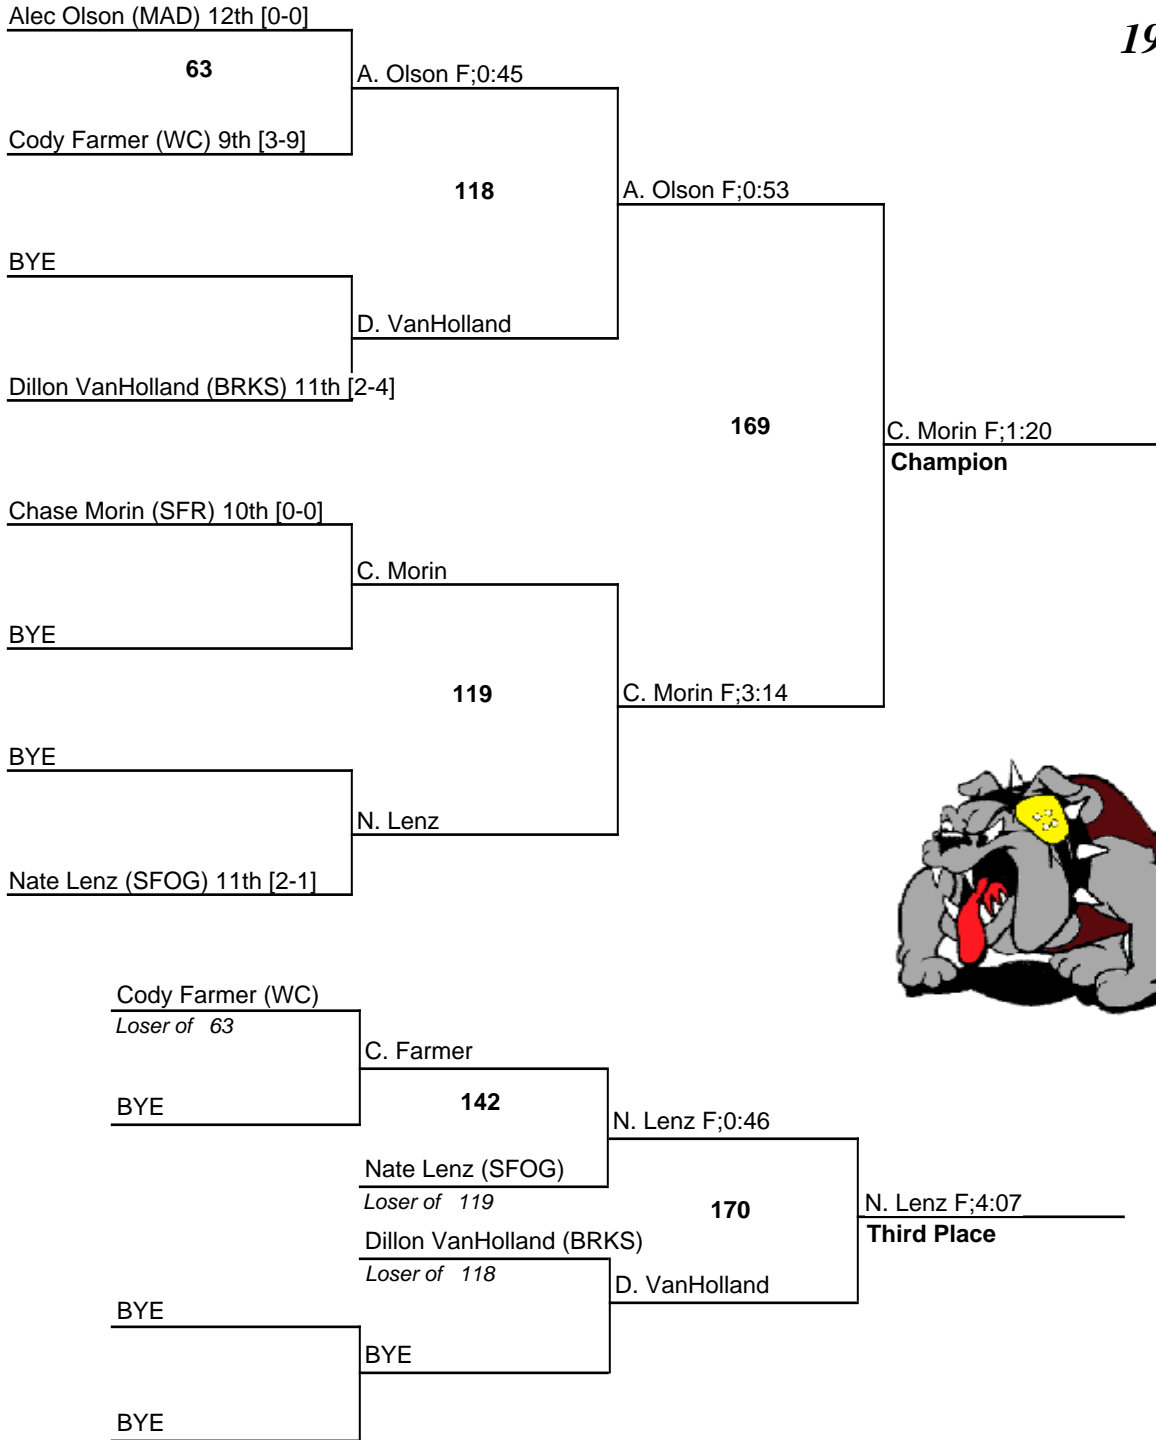 Alec Olson (MAD) 12th [0-0]
19
63
A. Olson F;0:45
Cody Farmer (WC) 9th [3-9]
118
A. Olson F;0:53
BYE
D. VanHolland
Dillon VanHolland (BRKS) 11th [2-4]
169
C. Morin F;1:20
Champion
Chase Morin (SFR) 10th [0-0]
C. Morin
BYE
119
C. Morin F;3:14
BYE
N. Lenz
Nate Lenz (SFOG) 11th [2-1]
Cody Farmer (WC)
Loser of 63
C. Farmer
BYE
142
N. Lenz F;0:46
Nate Lenz (SFOG)
Loser of 119
170
N. Lenz F;4:07
Third Place
Dillon VanHolland (BRKS)
Loser of 118
D. VanHolland
BYE
BYE
BYE